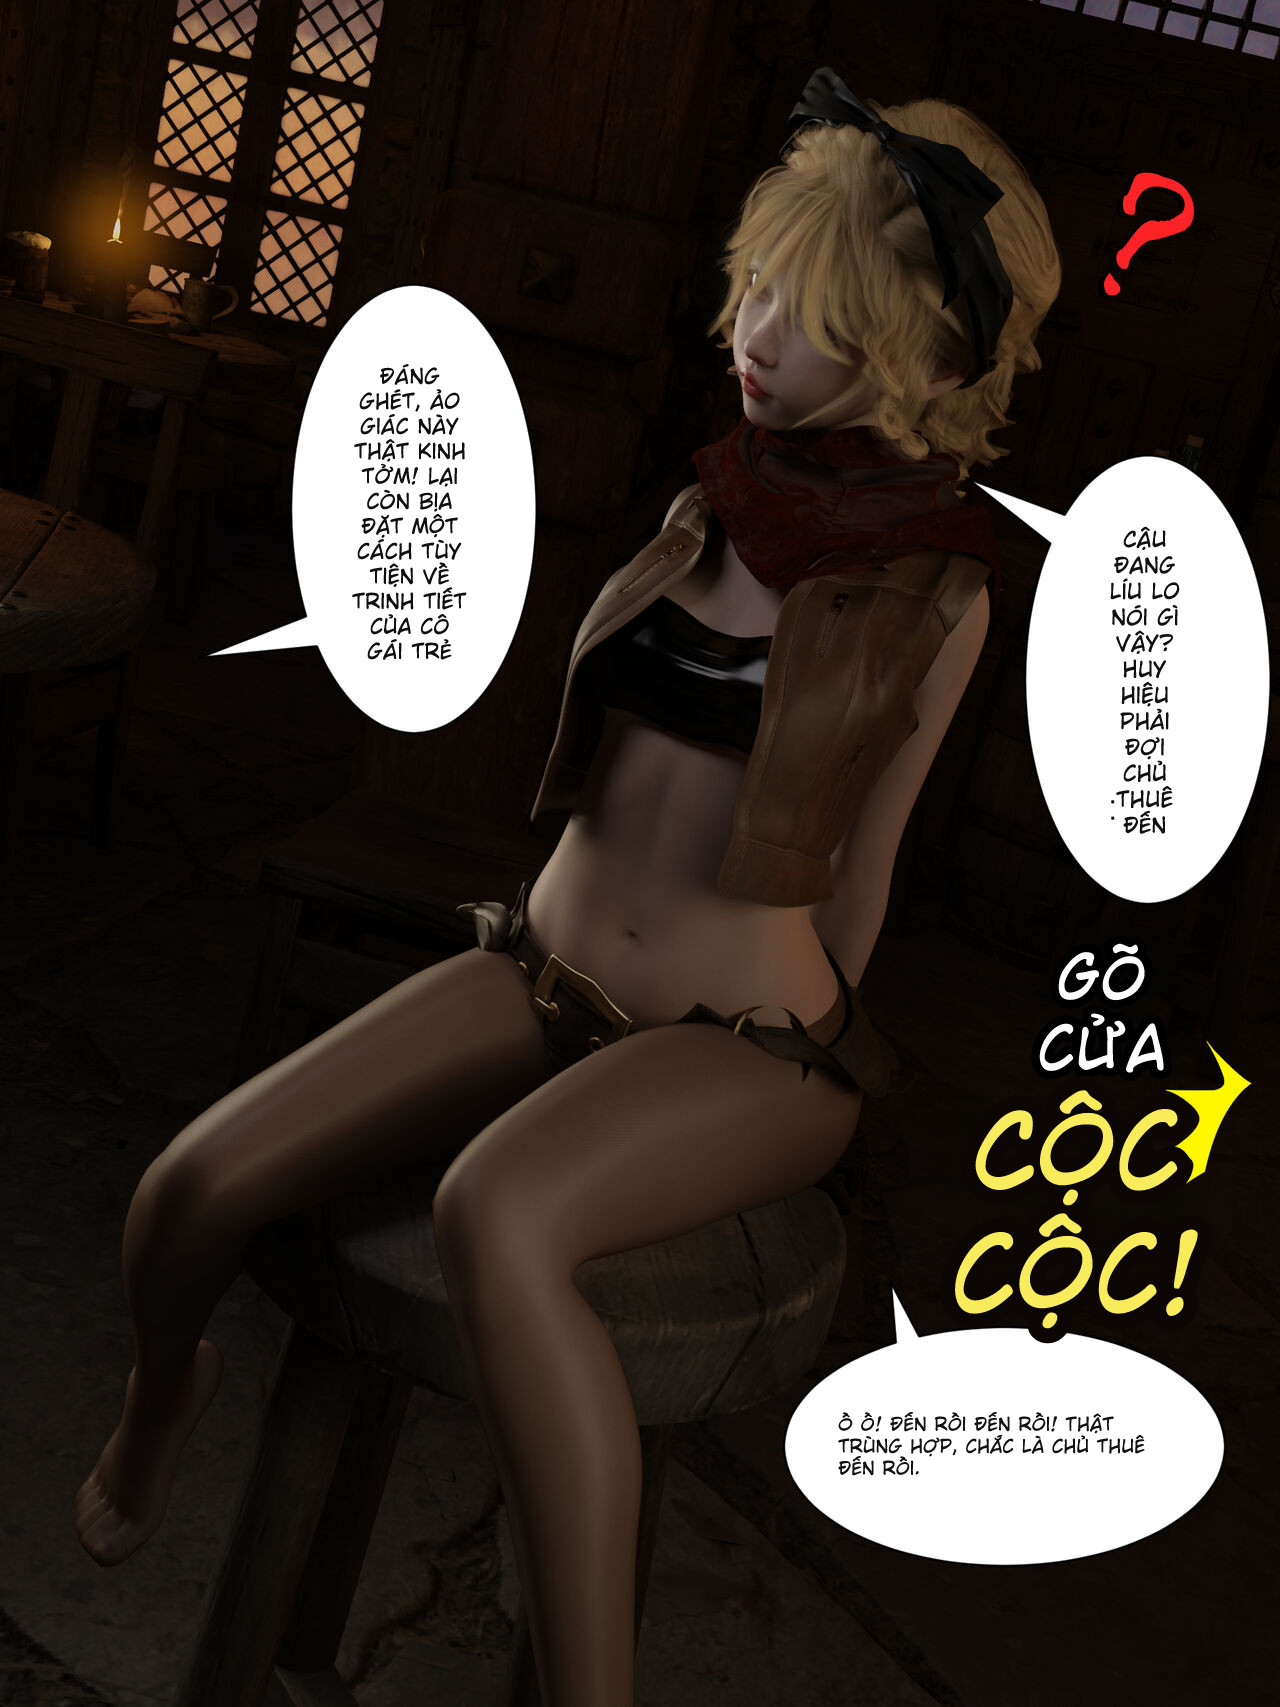 ?
ĐÁNG
GHÉT, ẢO
GIÁC NÀY
THẬT KINH
TỞM! LẠI
CÒN BỊA
ĐẶT MỘT
CÁCH TÙY
TIỆN VỀ
TRINH TIẾT
CỦA CÔ
GÁI TRẺ
CẬU
ĐANG
LÍU LO
NÓI GÌ
VẬY?
HUY
HIỆU
PHẢI
ĐỢI
CHỦ
THUÊ
ĐẾN
GÕ
CỬA
CỘC
CỘC!
Ồ Ồ! ĐẾN RỒI ĐẾN RỒI! THẬT
TRÙNG HỢP, CHẮC LÀ CHỦ THUÊ
ĐẾN RỒI.